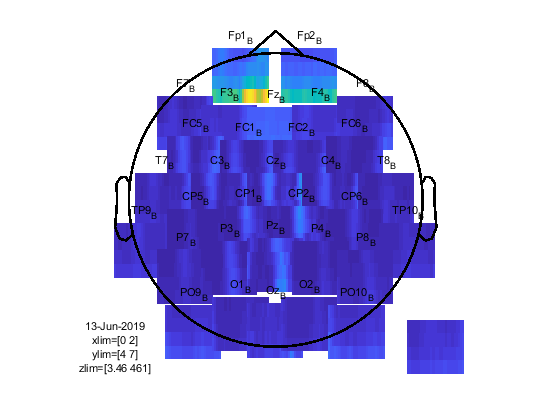 Fp1B Fp2B
F7B F3B FzB F4B F8B
FC5B FC1B FC2B FC6B
T7B C3B CzB C4B T8B
CP5B CP1B CP2B CP6B
TP9B TP10B
P7B P3B PzB P4B P8B
PO9B O1B OzB O2B PO10B
13-Jun-2019
xlim=[0 2]
ylim=[4 7]
zlim=[3.46 461]